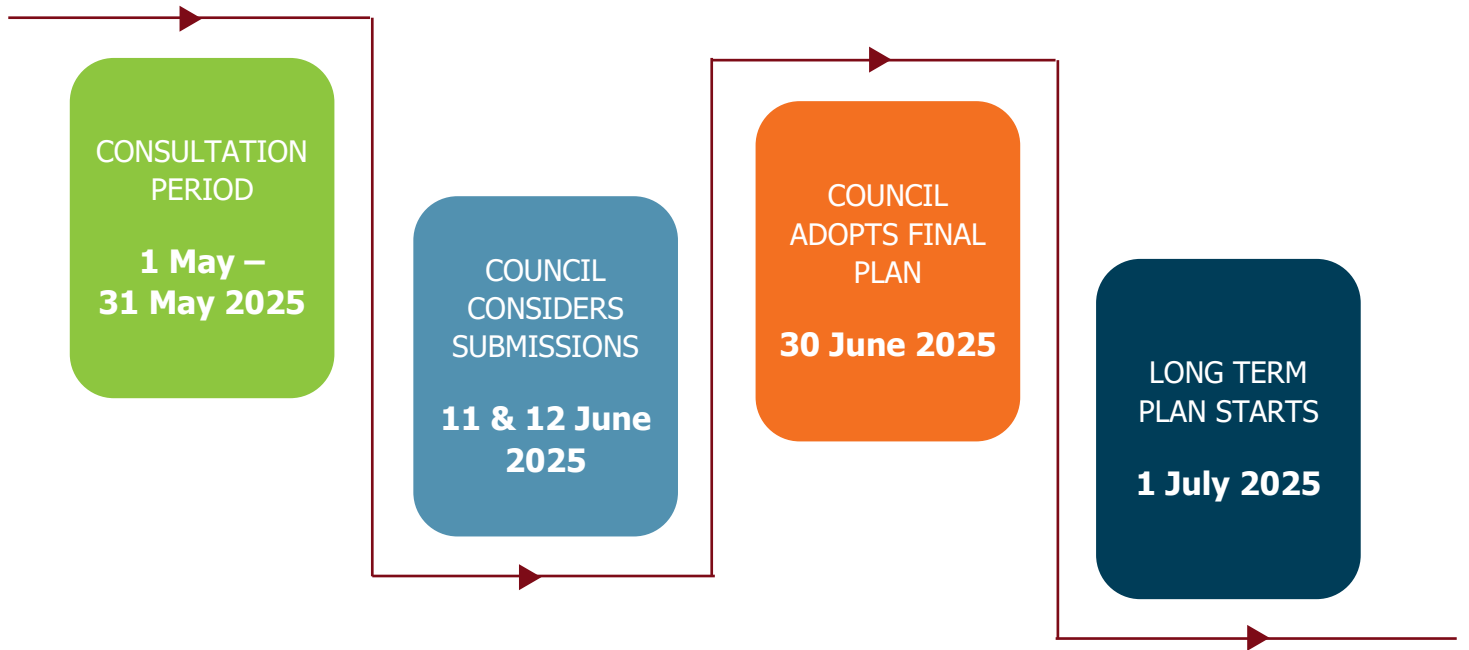 CONSULTATION
PERIOD
1 May –
31 May 2025
COUNCIL
CONSIDERS
SUBMISSIONS
11 & 12 June
2025
COUNCIL
ADOPTS FINAL
PLAN
30 June 2025
LONG TERM
PLAN STARTS
1 July 2025